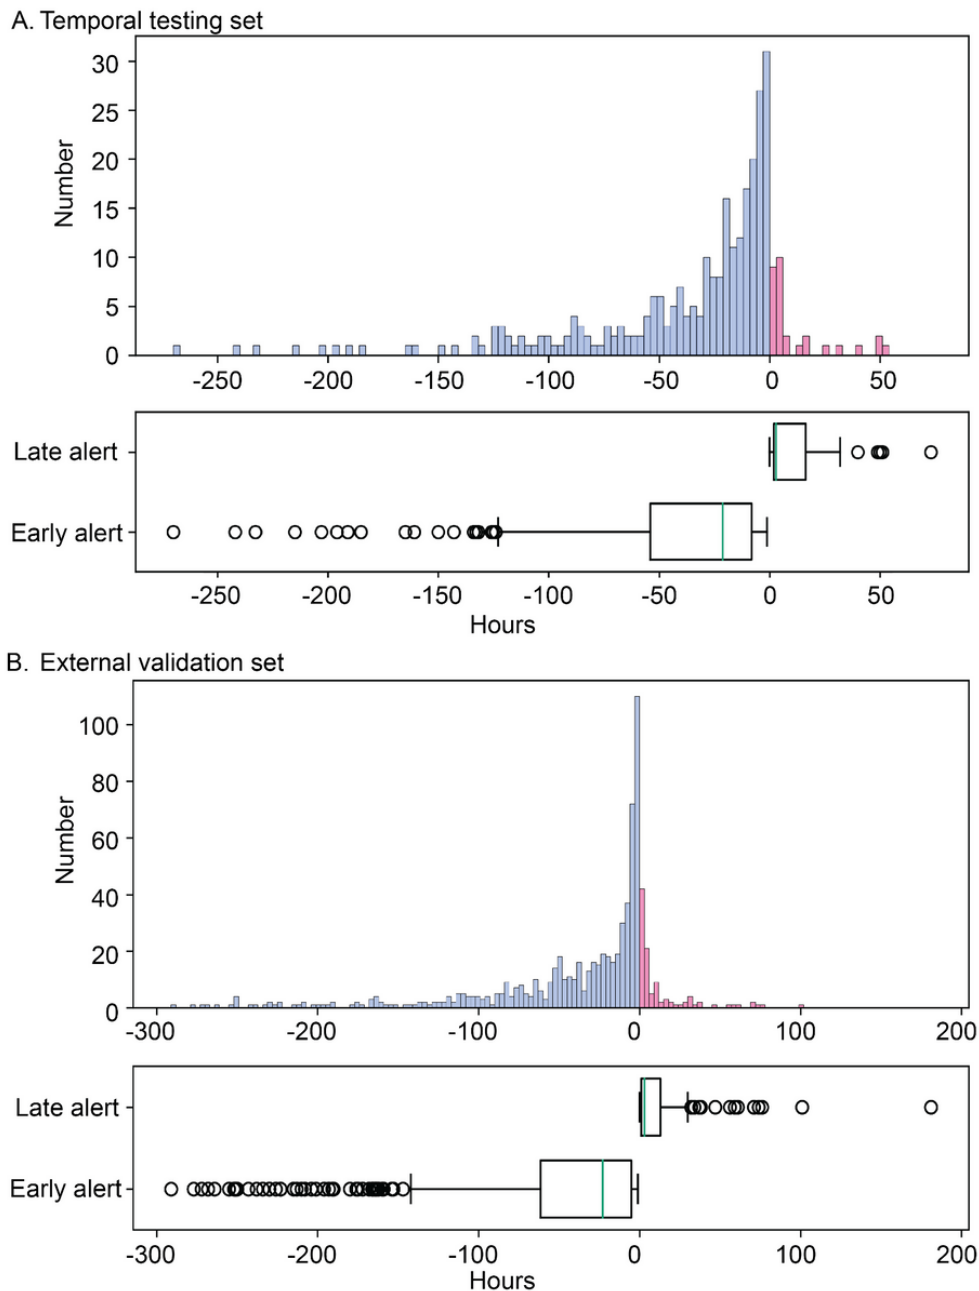 A. Temporal testing set
Number
30
25
20
15
10
5
0
-250 -200 -150 -100 -50 0 50
Late alert
Early alert
-250 -200 -150 -100 -50 0 50
Hours
B. External validation set
Number
100
80
60
40
20
0
-300 -200 -100 0 100 200
Late alert
Early alert
-300 -200 -100 0 100 200
Hours